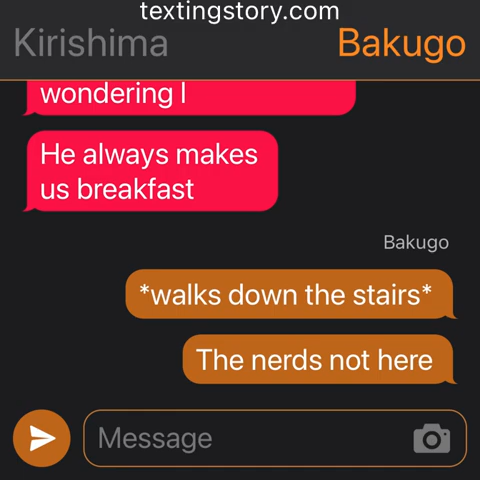 textingstory.com
Kirishima Bakugo
wondering I
He always makes
us breakfast
Bakugo
*walks down the stairs*
The nerds not here
Message